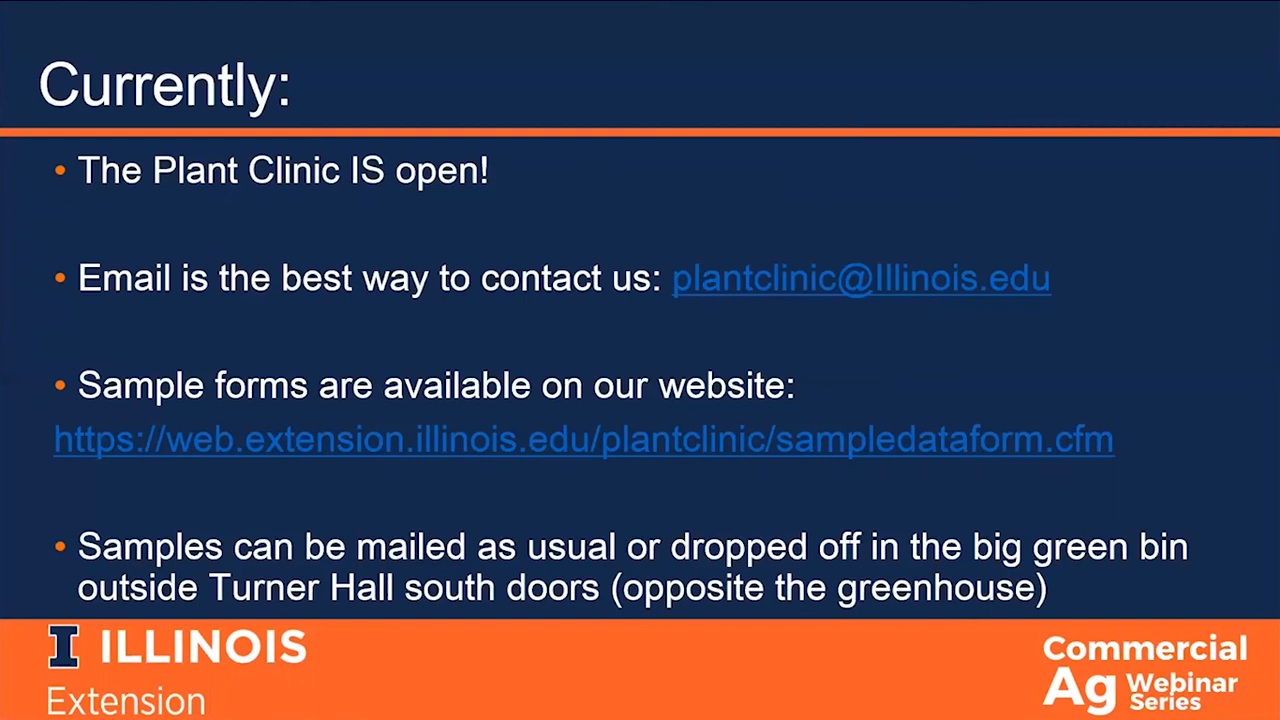 Currently:
• The Plant Clinic IS open!
• Email is the best way to contact us: plantclinic@Illinois.edu
• Sample forms are available on our website:
https://web.extension.illinois.edu/plantclinic/sampledataform.cfm
• Samples can be mailed as usual or dropped off in the big green bin
outside Turner Hall south doors (opposite the greenhouse)
I ILLINOIS
Extension
Commercial
Ag Webinar
Series